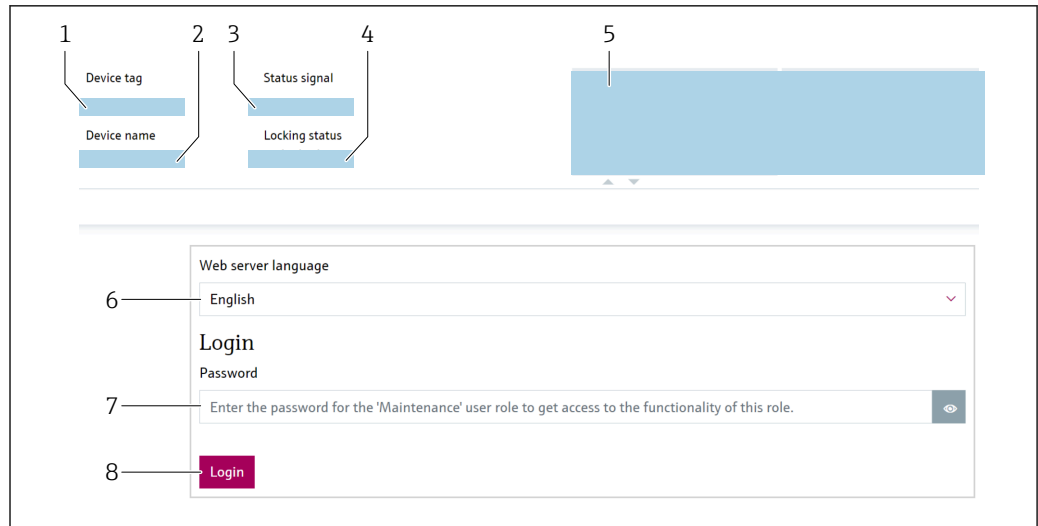 1 2 3 4 5
Device tag Status signal
Device name Locking status
Web server language
6 English
Login
Password
7 Enter the password for the 'Maintenance' user role to get access to the functionality of this role.
8 Login